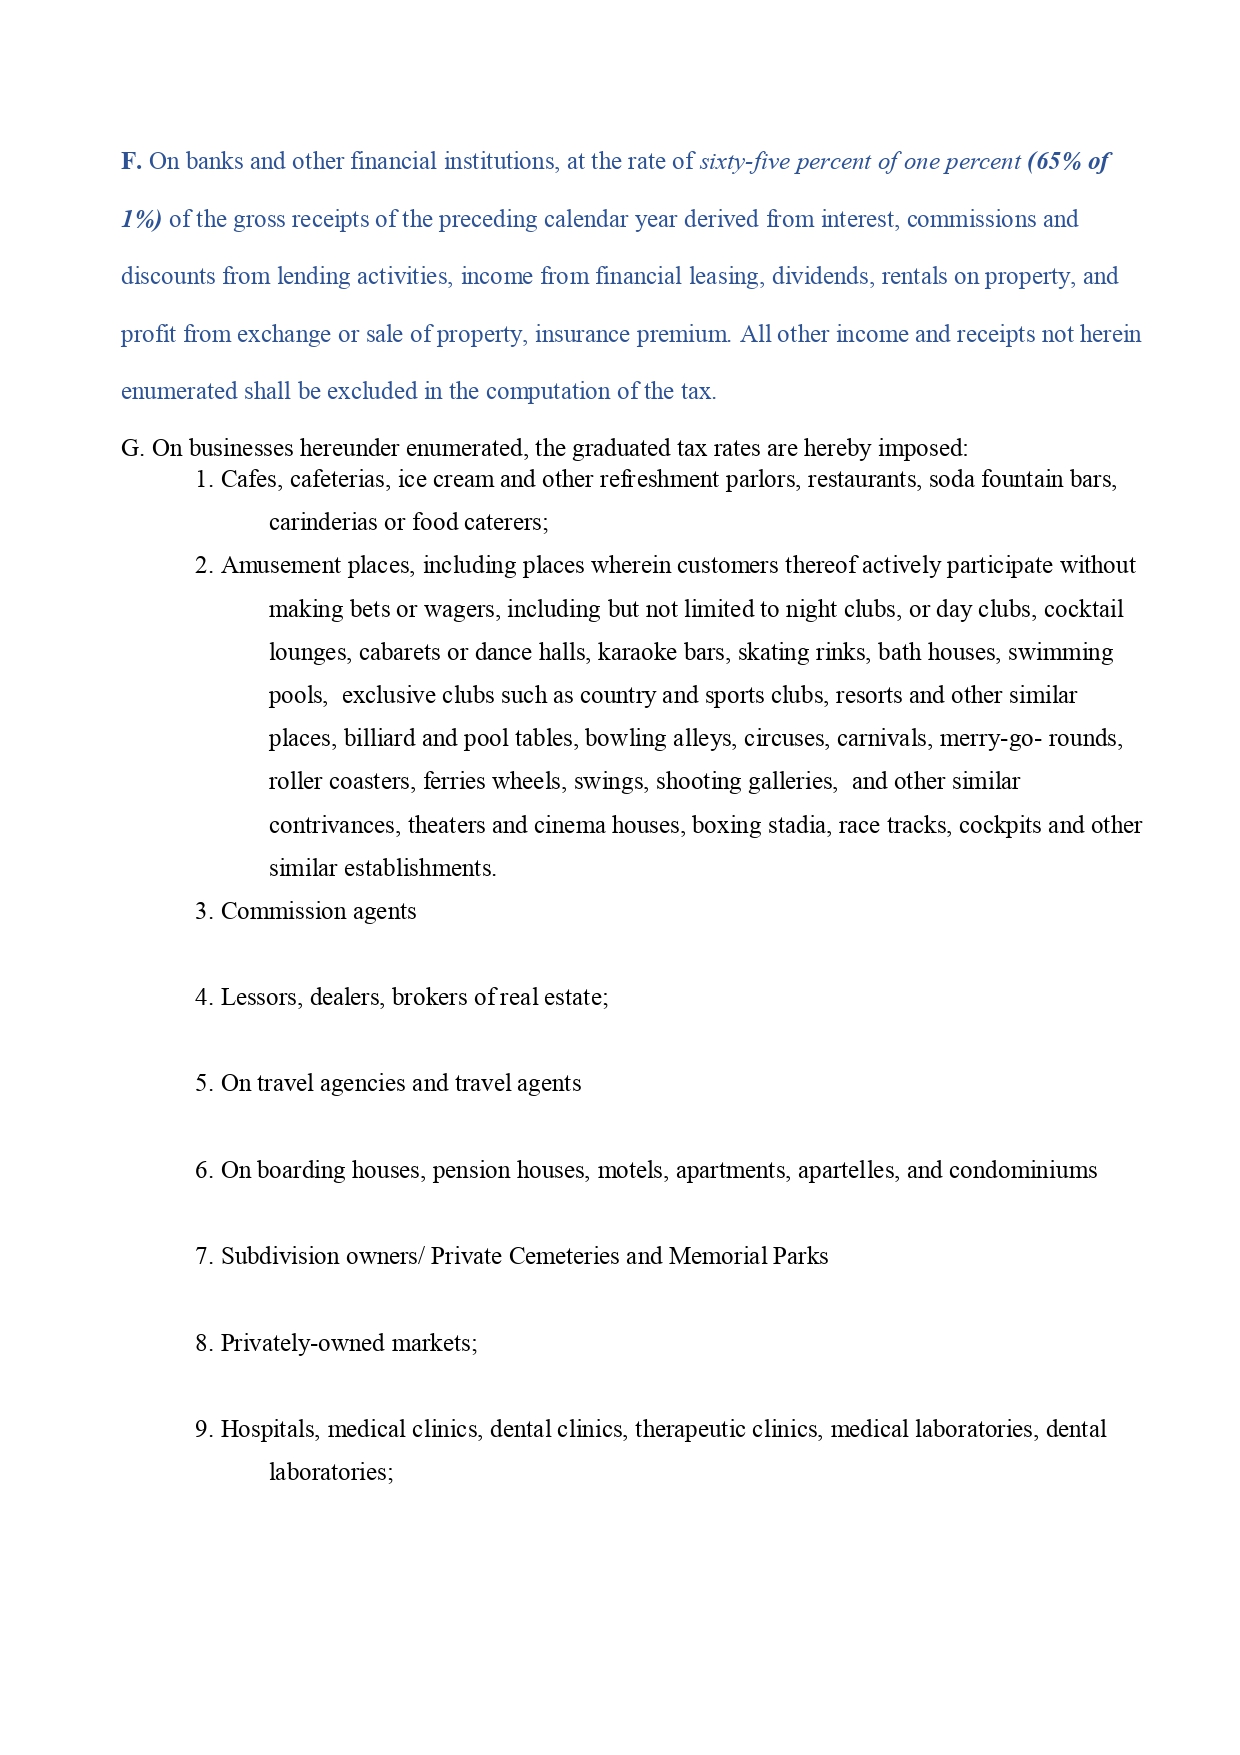 F. On banks and other financial institutions, at the rate of sixty-five percent of one percent (65% of
1%) of the gross receipts of the preceding calendar year derived from interest, commissions and
discounts from lending activities, income from financial leasing, dividends, rentals on property, and
profit from exchange or sale of property, insurance premium. All other income and receipts not herein
enumerated shall be excluded in the computation of the tax.
G. On businesses hereunder enumerated, the graduated tax rates are hereby imposed:
1. Cafes, cafeterias, ice cream and other refreshment parlors, restaurants, soda fountain bars,
carinderias or food caterers;
2. Amusement places, including places wherein customers thereof actively participate without
making bets or wagers, including but not limited to night clubs, or day clubs, cocktail
lounges, cabarets or dance halls, karaoke bars, skating rinks, bath houses, swimming
pools,  exclusive clubs such as country and sports clubs, resorts and other similar
places, billiard and pool tables, bowling alleys, circuses, carnivals, merry-go- rounds,
roller coasters, ferries wheels, swings, shooting galleries,  and other similar
contrivances, theaters and cinema houses, boxing stadia, race tracks, cockpits and other
similar establishments.
3. Commission agents
4. Lessors, dealers, brokers of real estate;
5. On travel agencies and travel agents
6. On boarding houses, pension houses, motels, apartments, apartelles, and condominiums
7. Subdivision owners/ Private Cemeteries and Memorial Parks
8. Privately-owned markets;
9. Hospitals, medical clinics, dental clinics, therapeutic clinics, medical laboratories, dental
laboratories;